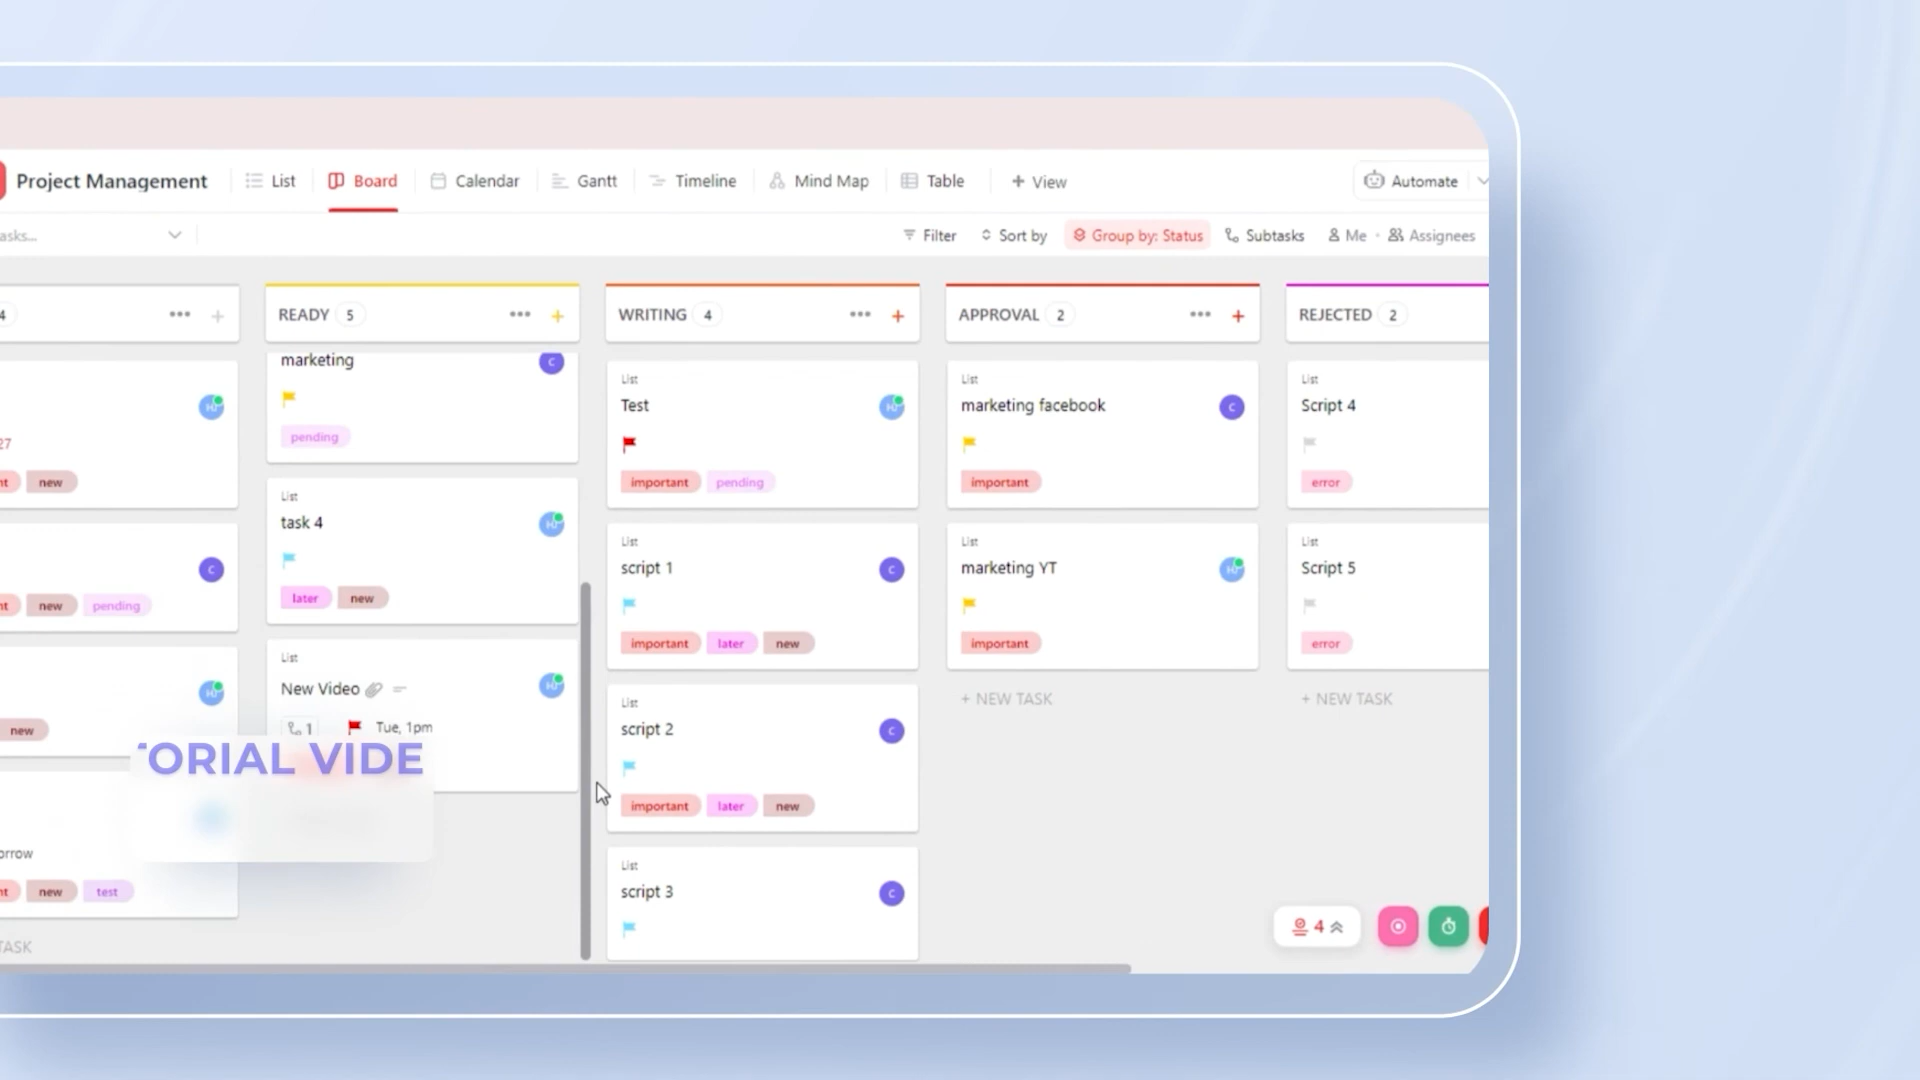 Project Management
List
Board
Calendar
Gantt
Timeline
Mind Map
Table
+ View
Automate
Filter
Sort by
Group by: Status
Subtasks
Me
Assignees
4
27
new
new
pending
new
new
test
TASK
READY 5
marketing
C
pending
List
task 4
later
new
List
New Video
1
Tue, 1pm
WRITING 4
List
Test
important
pending
List
script 1
C
important
later
new
List
script 2
C
important
later
new
List
script 3
C
APPROVAL 2
List
marketing facebook
C
important
List
marketing YT
important
+ NEW TASK
REJECTED 2
List
Script 4
error
List
Script 5
error
+ NEW TASK
4